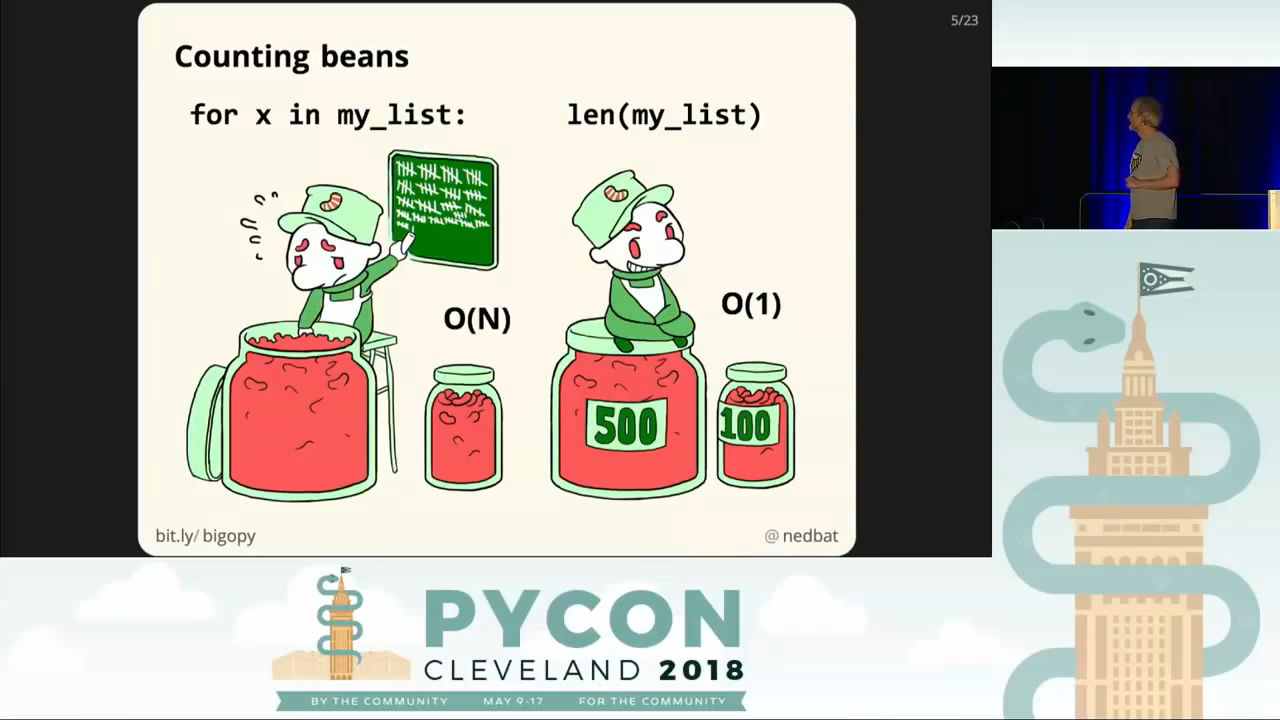 5/23
Counting beans
for x in my_list:
len(my_list)
O(N)
O(1)
500
100
bit.ly/bigopy
@nedbat
PYCON
CLEVELAND 2018
BY THE COMMUNITY MAY 9-17 FOR THE COMMUNITY